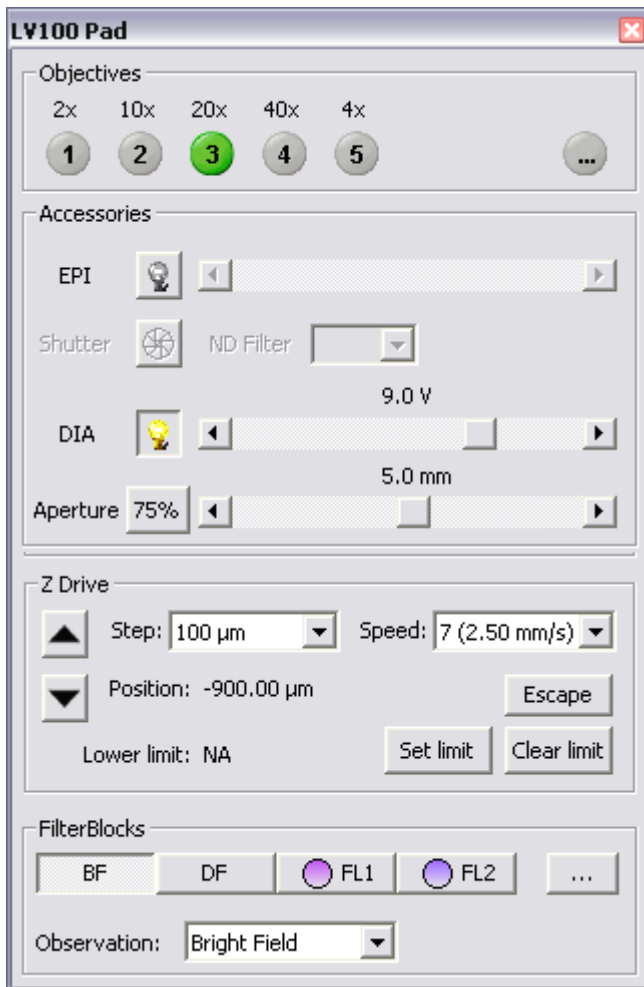 LV100 Pad
Objectives
2x 10x 20x 40x 4x
1 2 3 4 5 ...
Accessories
EPI
Shutter ND Filter
9.0 V
DIA
5.0 mm
Aperture 75%
Z Drive
Step: 100 µm Speed: 7 (2.50 mm/s)
Position: -900.00 µm Escape
Lower limit: NA Set limit Clear limit
FilterBlocks
BF DF FL1 FL2 ...
Observation: Bright Field